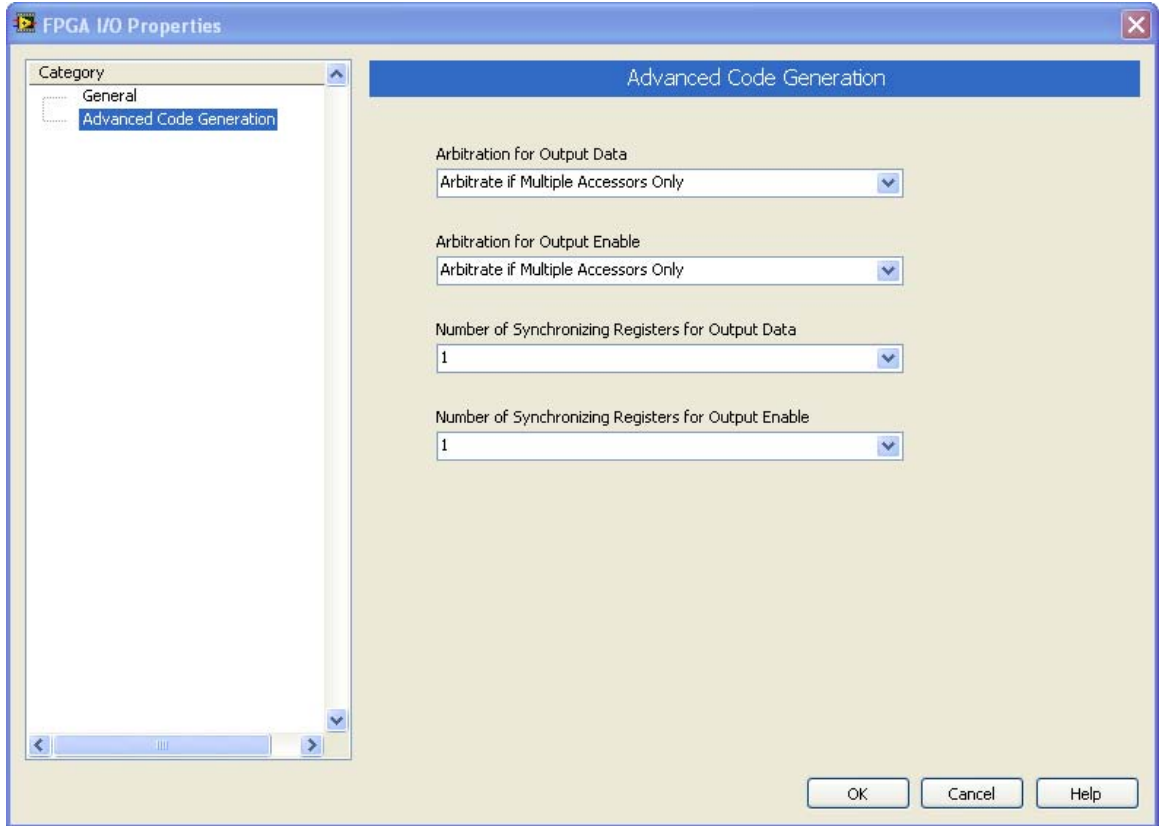 FPGA I/O Properties
Category
General
Advanced Code Generation
Advanced Code Generation
Arbitration for Output Data
Arbitrate if Multiple Accessors Only
Arbitration for Output Enable
Arbitrate if Multiple Accessors Only
Number of Synchronizing Registers for Output Data
1
Number of Synchronizing Registers for Output Enable
1
OK
Cancel
Help